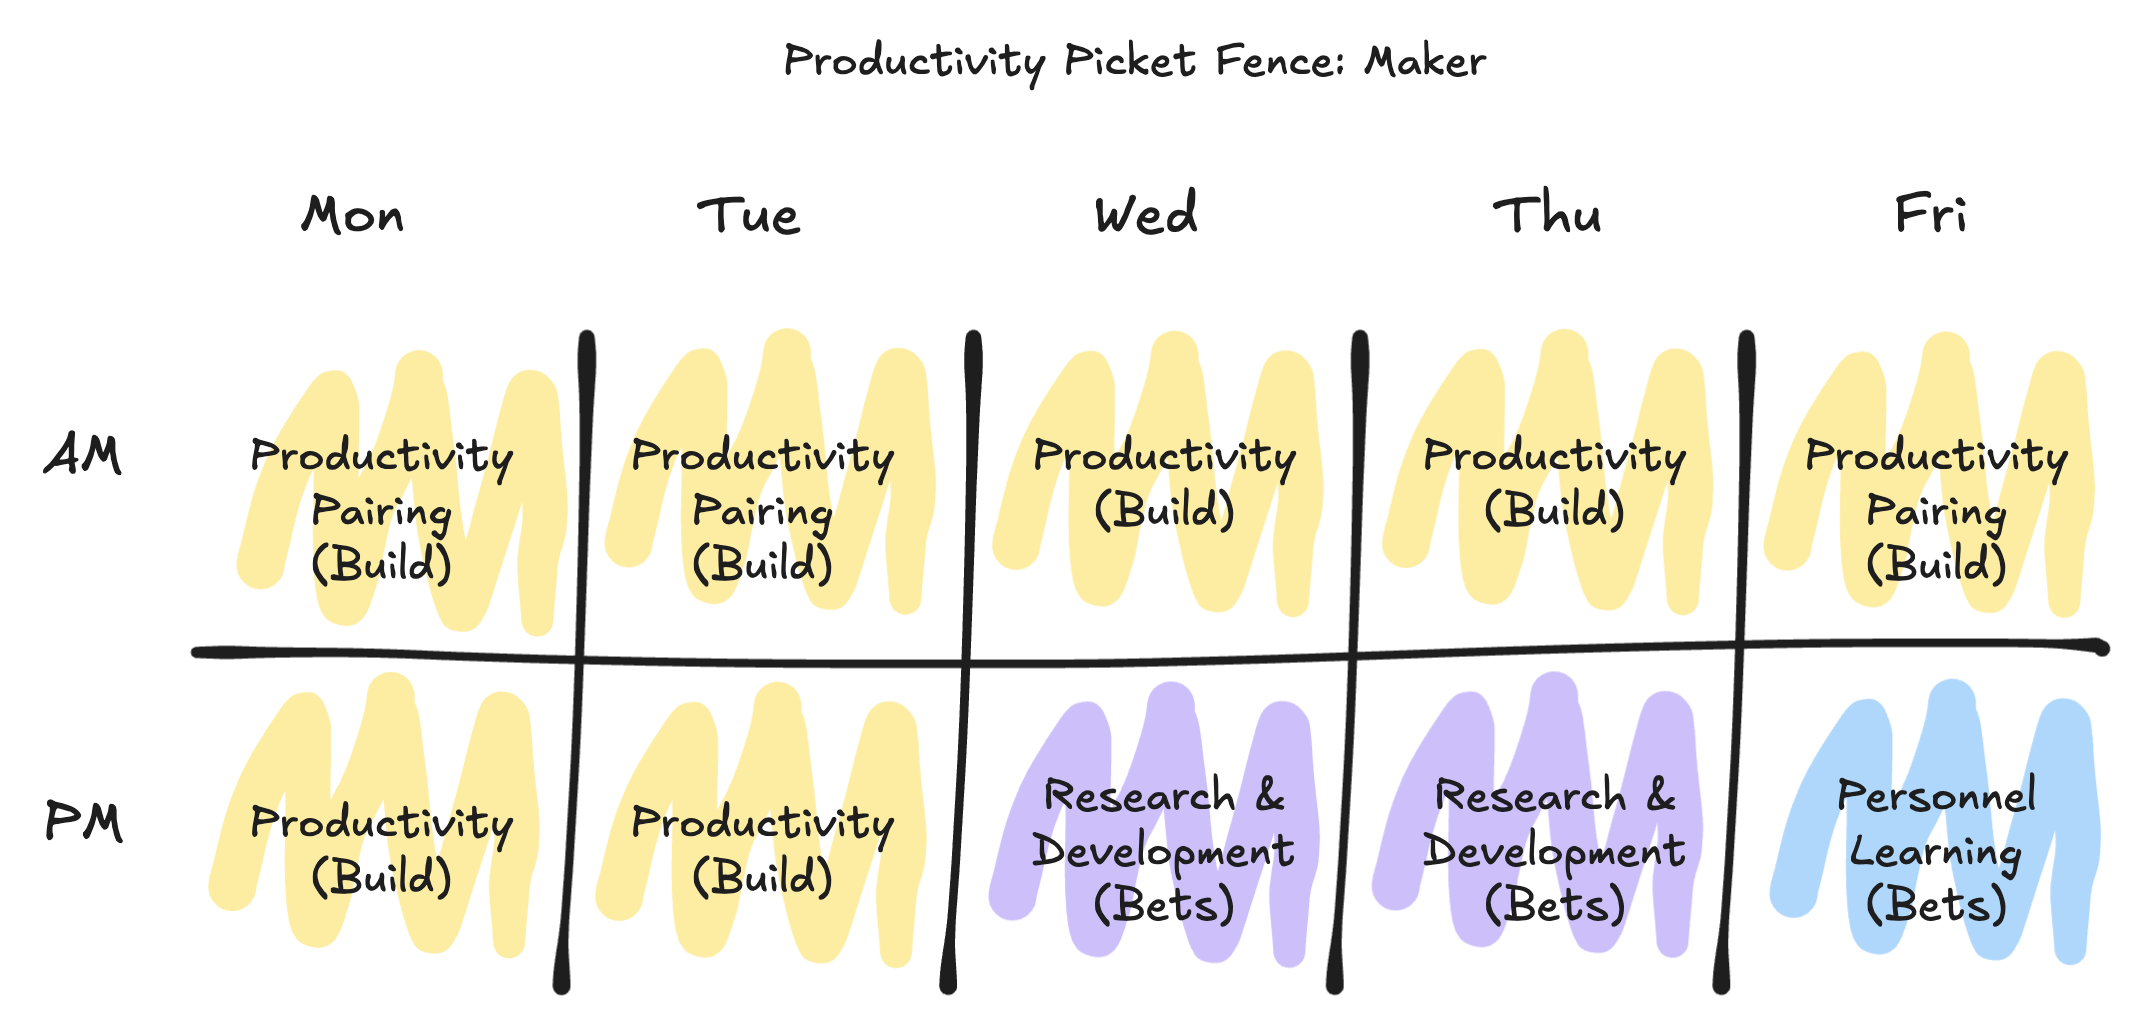 Productivity Picket Fence: Maker
Mon
Tue
Wed
Thu
Fri
AM
Productivity
Pairing
(Build)
Productivity
Pairing
(Build)
Productivity
(Build)
Productivity
(Build)
Productivity
Pairing
(Build)
PM
Productivity
(Build)
Productivity
(Build)
Research &
Development
(Bets)
Research &
Development
(Bets)
Personnel
Learning
(Bets)